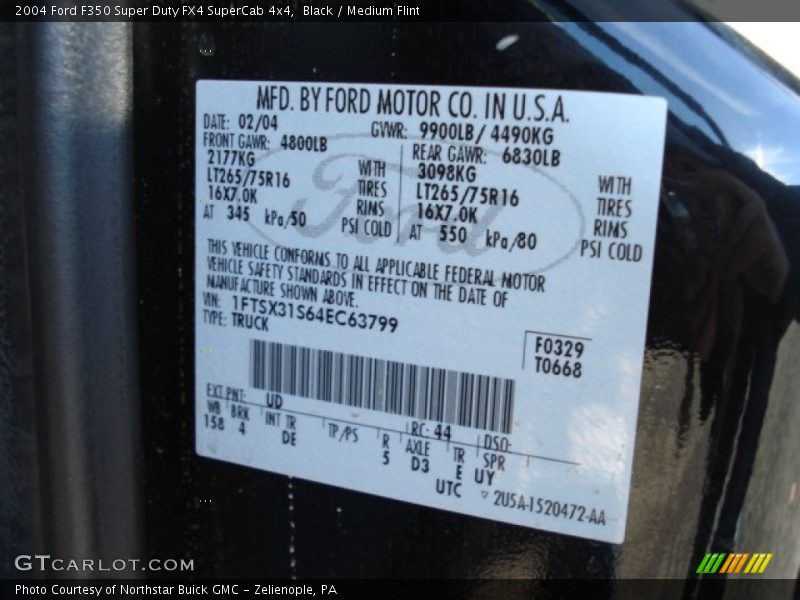 2004 Ford F350 Super Duty FX4 SuperCab 4x4, Black / Medium Flint
MFD. BY FORD MOTOR CO. IN U.S.A.
DATE: 02/04 GVWR: 9900LB/ 4490KG
FRONT GAWR: 4800LB REAR GAWR: 6830LB
2177KG WITH 3098KG WITH
LT265/75R16 TIRES LT265/75R16 TIRES
16X7.0K RIMS 16X7.0K RIMS
AT 345 kPa/50 PSI COLD AT 550 kPa/80 PSI COLD
Ford
THIS VEHICLE CONFORMS TO ALL APPLICABLE FEDERAL MOTOR
VEHICLE SAFETY STANDARDS IN EFFECT ON THE DATE OF
MANUFACTURE SHOWN ABOVE.
VIN: 1FTSX31S64EC63799
TYPE: TRUCK
F0329
T0668
EXT PNT: UD RC: 44 DSO:
WB BRK INT TR TP/PS R AXLE TR SPR
158 4 DE 5 D3 E UY
UTC ▽ 2U5A-1520472-AA
GTCARLOT.COM
Photo Courtesy of Northstar Buick GMC - Zelienople, PA